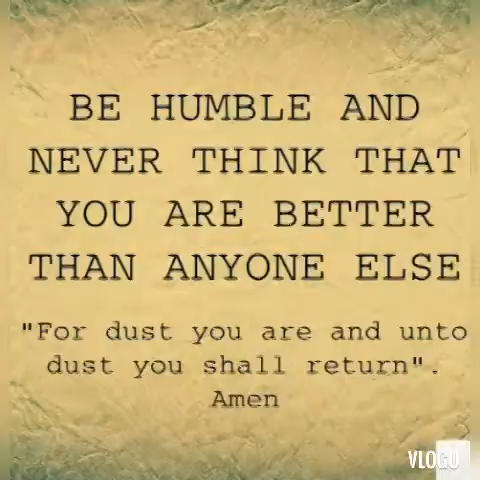 BE HUMBLE AND
NEVER THINK THAT
YOU ARE BETTER
THAN ANYONE ELSE
"For dust you are and unto
dust you shall return".
Amen
VLOGU